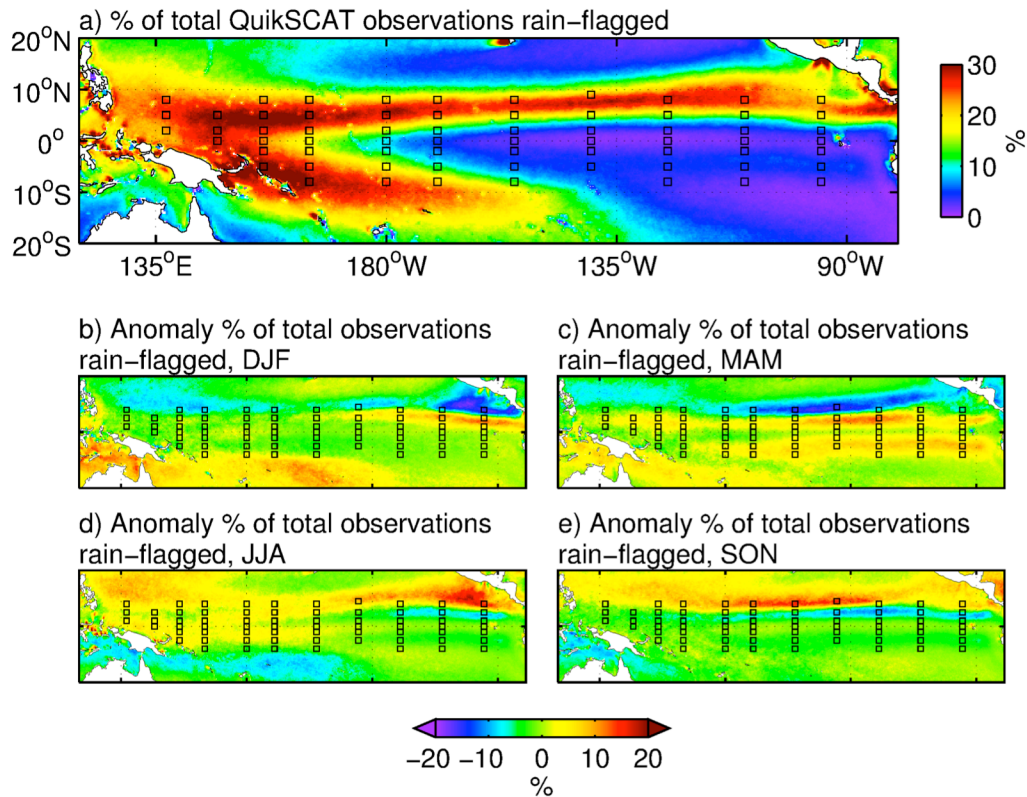 a) % of total QuikSCAT observations rain−flagged
20°N
10°N
0°
10°S
20°S
135°E
180°W
135°W
90°W
30
20
10
0
%
b) Anomaly % of total observations
rain−flagged, DJF
c) Anomaly % of total observations
rain−flagged, MAM
d) Anomaly % of total observations
rain−flagged, JJA
e) Anomaly % of total observations
rain−flagged, SON
−20 −10 0 10 20
%